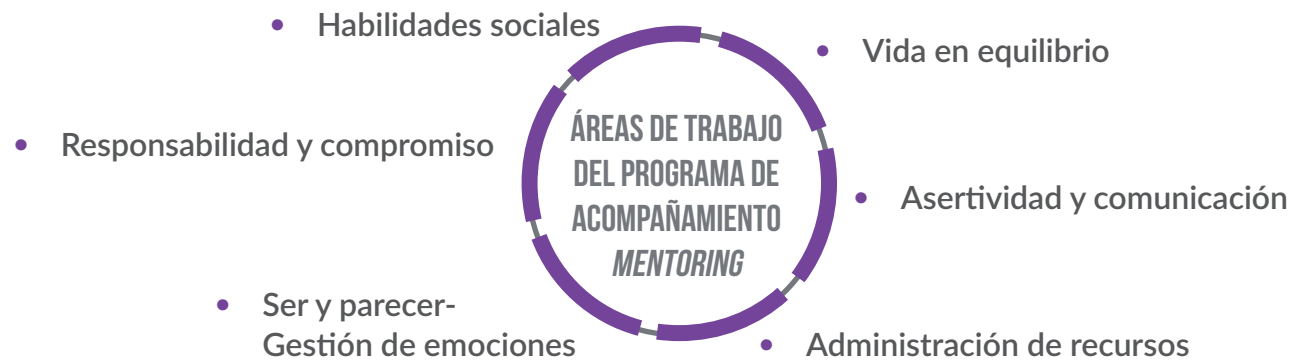 • Habilidades sociales
• Vida en equilibrio
• Responsabilidad y compromiso
ÁREAS DE TRABAJO
DEL PROGRAMA DE
ACOMPAÑAMIENTO
MENTORING
• Asertividad y comunicación
• Ser y parecer-
Gestión de emociones
• Administración de recursos